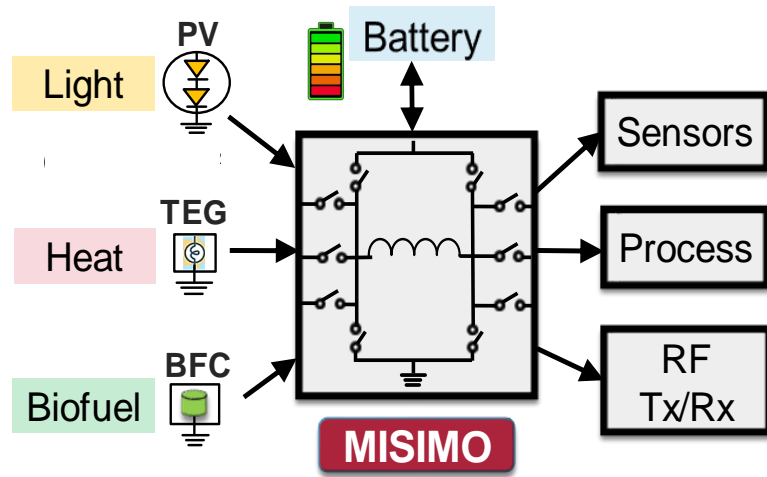 PV
Light
Battery
Sensors
TEG
Heat
Process
BFC
Biofuel
RF
Tx/Rx
MISIMO